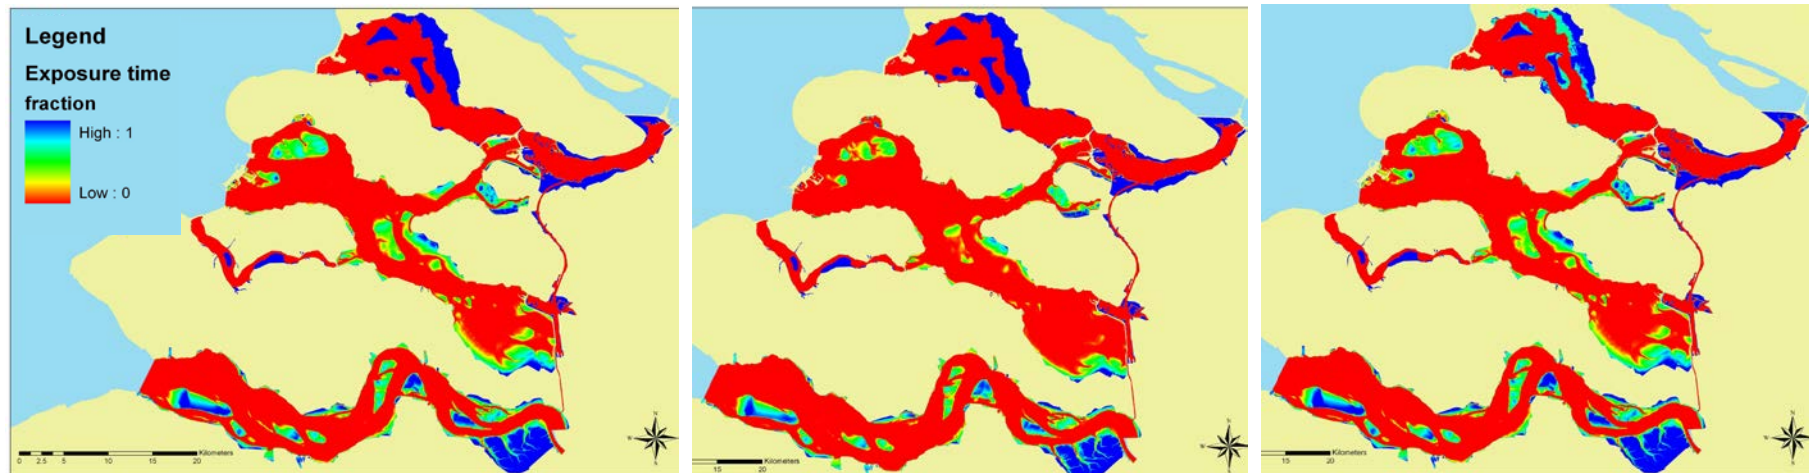 Legend
Exposure time
fraction
High : 1
Low : 0
0 2.5 5 10 15 20 Kilometers
N
W E
S
15 20 Kilometers
N
W E
S
15 20 Kilometers
N
W E
S